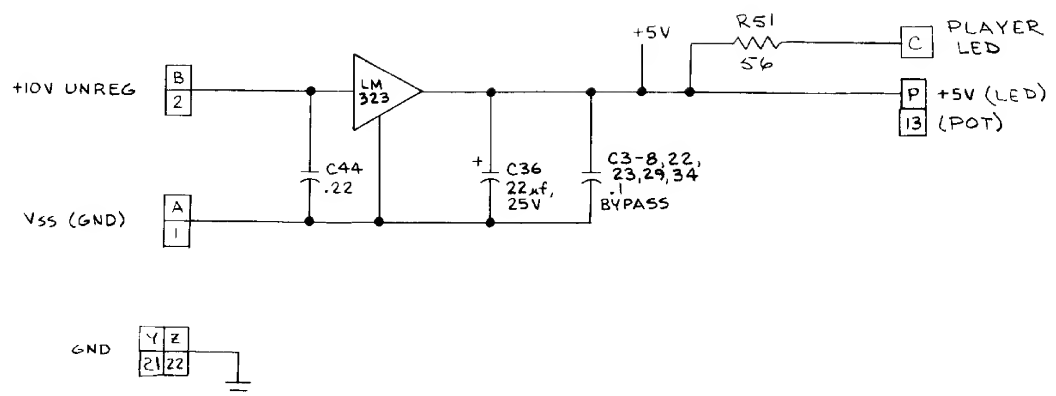 R51
56
C
PLAYER
LED
+5V
+10V UNREG
B
2
LM
323
P
13
+5V (LED)
(POT)
C44
.22
+
C36
22µf,
25V
C3-8,22,
23,29,34
.1
BYPASS
VSS (GND)
A
1
GND
Y Z
21 22